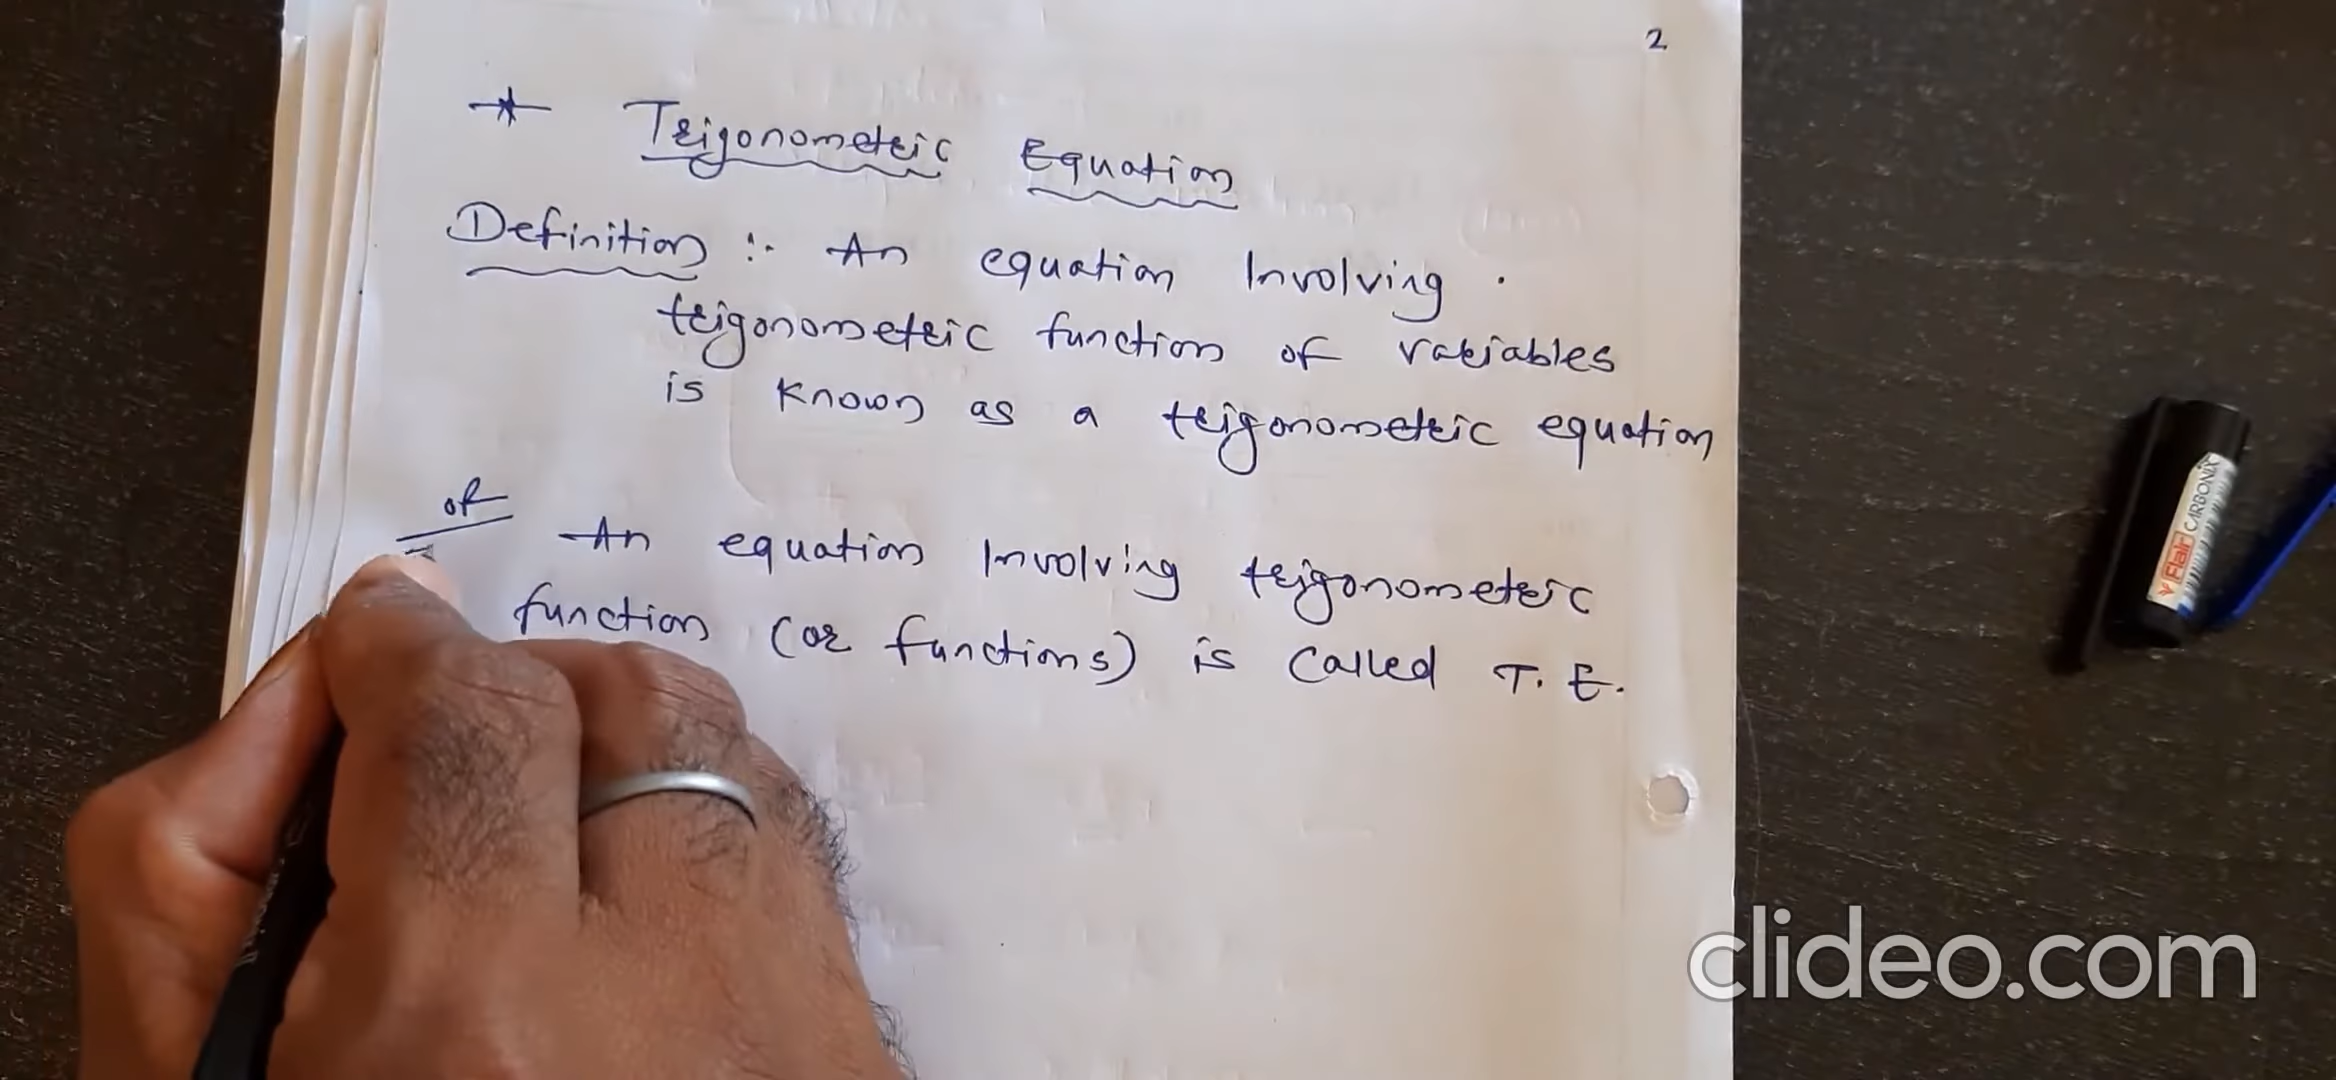 2
* Trigonometric Equation
Definition :- An equation Involving .
trigonometric function of variables
is known as a trigonometric equation
or An equation Involving trigonometric
function (or functions) is called T. E.
Flair CARBONIX
clideo.com